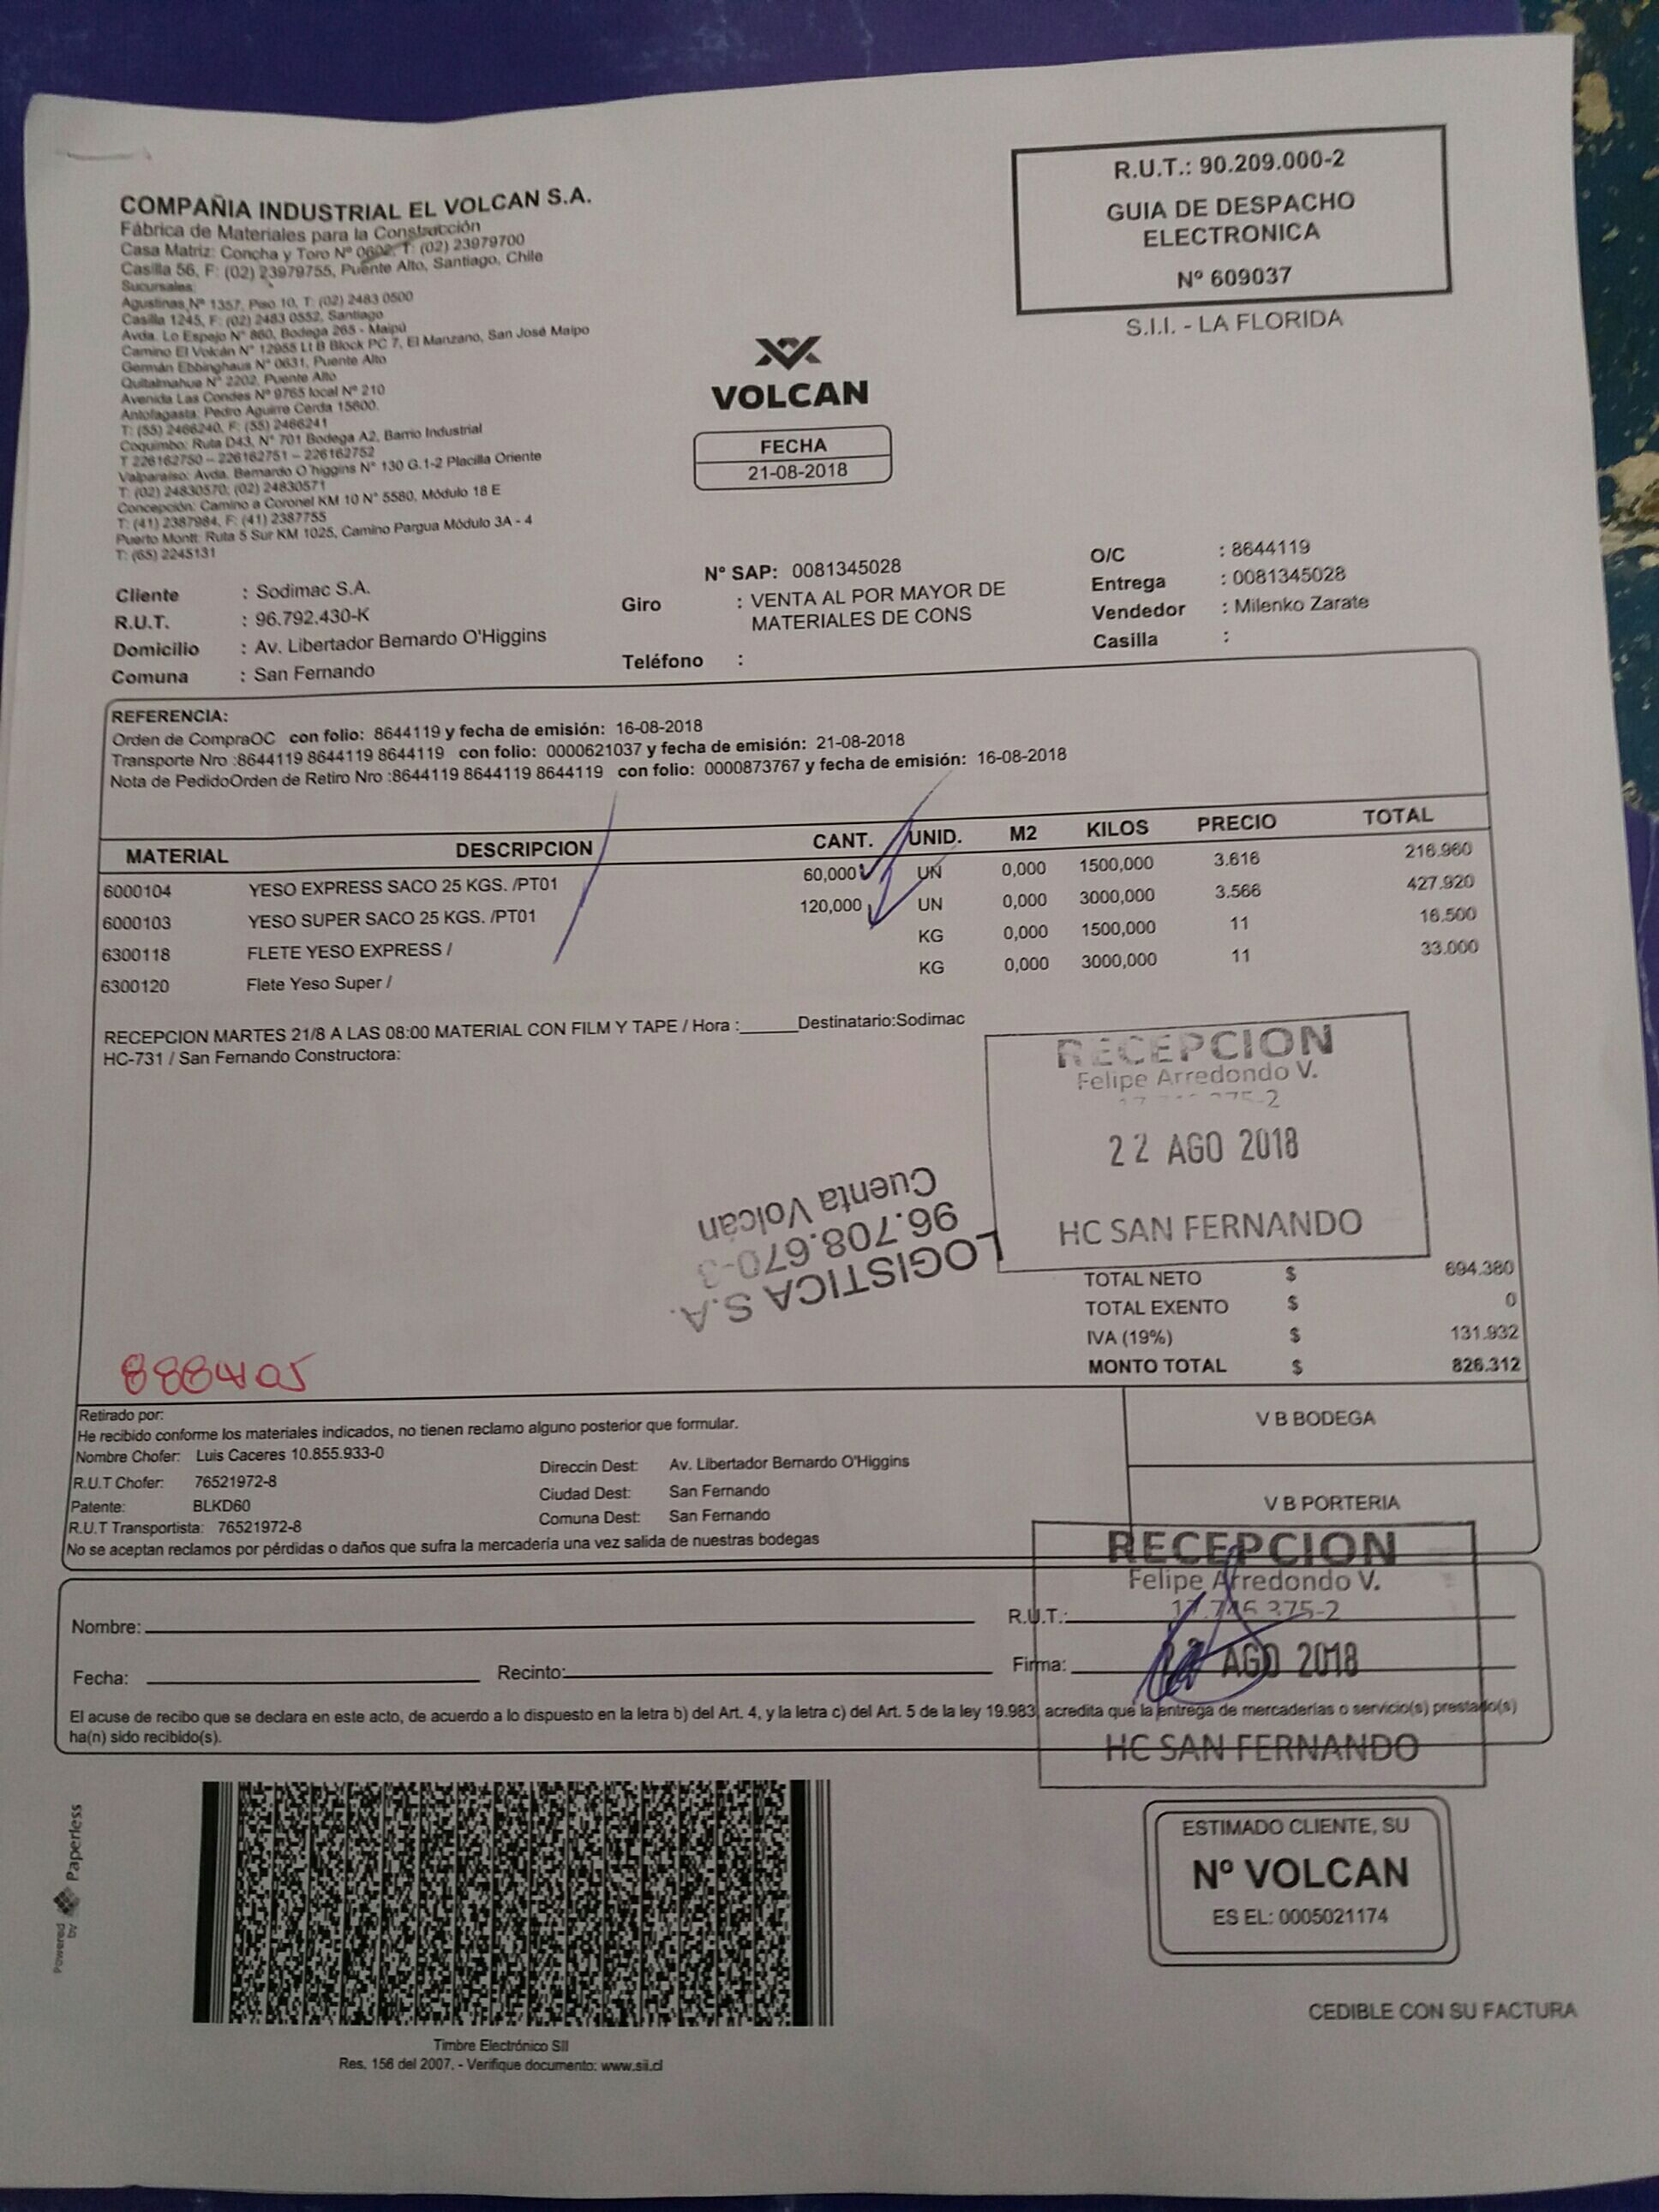 COMPAÑIA INDUSTRIAL EL VOLCAN S.A.
Fábrica de Materiales para la Construcción
Casa Matriz: Concha y Toro Nº 0602, T: (02) 23979700
Casilla 56, F: (02) 23979755, Puente Alto, Santiago, Chile
Sucursales:
Agustinas Nº 1357, Piso 10, T: (02) 2483 0500
Casilla 1245, F: (02) 2483 0552, Santiago
Avda. Lo Espejo N° 860, Bodega 265 - Maipú
Camino El Volcán N° 12955 Lt B Block PC 7, El Manzano, San José Maipo
Germán Ebbinghaus N° 0631, Puente Alto
Quitalmahue N° 2202, Puente Alto
Avenida Las Condes N° 9765 local N° 210
Antofagasta: Pedro Aguirre Cerda 15600.
T: (55) 2466240, F: (55) 2466241
Coquimbo: Ruta D43, N° 701 Bodega A2, Barrio Industrial
T 226162750 – 226162751 – 226162752
Valparaíso: Avda. Bernardo O'higgins N° 130 G.1-2 Placilla Oriente
T: (02) 24830570; (02) 24830571
Concepción: Camino a Coronel KM 10 N° 5580, Módulo 18 E
T: (41) 2387984, F: (41) 2387755
Puerto Montt: Ruta 5 Sur KM 1025, Camino Pargua Módulo 3A - 4
T: (65) 2245131
R.U.T.: 90.209.000-2
GUIA DE DESPACHO
ELECTRONICA
Nº 609037
S.I.I. - LA FLORIDA
VOLCAN
FECHA
21-08-2018
Cliente : Sodimac S.A.
R.U.T. : 96.792.430-K
Domicilio : Av. Libertador Bernardo O'Higgins
Comuna : San Fernando
N° SAP: 0081345028
Giro : VENTA AL POR MAYOR DE
MATERIALES DE CONS
Teléfono :
O/C : 8644119
Entrega : 0081345028
Vendedor : Milenko Zarate
Casilla :
REFERENCIA:
Orden de CompraOC con folio: 8644119 y fecha de emisión: 16-08-2018
Transporte Nro :8644119 8644119 8644119 con folio: 0000621037 y fecha de emisión: 21-08-2018
Nota de PedidoOrden de Retiro Nro :8644119 8644119 8644119 con folio: 0000873767 y fecha de emisión: 16-08-2018
MATERIAL DESCRIPCION CANT. UNID. M2 KILOS PRECIO TOTAL
6000104 YESO EXPRESS SACO 25 KGS. /PT01 60,000 UN 0,000 1500,000 3.616 216.960
6000103 YESO SUPER SACO 25 KGS. /PT01 120,000 UN 0,000 3000,000 3.566 427.920
6300118 FLETE YESO EXPRESS / KG 0,000 1500,000 11 16.500
6300120 Flete Yeso Super / KG 0,000 3000,000 11 33.000
RECEPCION MARTES 21/8 A LAS 08:00 MATERIAL CON FILM Y TAPE / Hora :______Destinatario:Sodimac
HC-731 / San Fernando Constructora:
RECEPCION
Felipe Arredondo V.
22 AGO 2018
HC SAN FERNANDO
LOGISTICA S.A.
96.708.670-3
Cuenta Volcán
TOTAL NETO $ 694.380
TOTAL EXENTO $ 0
IVA (19%) $ 131.932
MONTO TOTAL $ 826.312
Retirado por:
He recibido conforme los materiales indicados, no tienen reclamo alguno posterior que formular.
Nombre Chofer: Luis Caceres 10.855.933-0
R.U.T Chofer: 76521972-8
Patente: BLKD60
R.U.T Transportista: 76521972-8
Direccin Dest: Av. Libertador Bernardo O'Higgins
Ciudad Dest: San Fernando
Comuna Dest: San Fernando
No se aceptan reclamos por pérdidas o daños que sufra la mercadería una vez salida de nuestras bodegas
V B BODEGA
V B PORTERIA
RECEPCION
Felipe Arredondo V.
17.746.375-2
AGO 2018
HC SAN FERNANDO
Nombre:
R.U.T.:
Fecha:
Recinto:
Firma:
El acuse de recibo que se declara en este acto, de acuerdo a lo dispuesto en la letra b) del Art. 4, y la letra c) del Art. 5 de la ley 19.983, acredita que la entrega de mercaderías o servicio(s) prestado(s)
ha(n) sido recibido(s).
Powered by Paperless
Timbre Electrónico SII
Res. 156 del 2007. - Verifique documento: www.sii.cl
ESTIMADO CLIENTE, SU
Nº VOLCAN
ES EL: 0005021174
CEDIBLE CON SU FACTURA